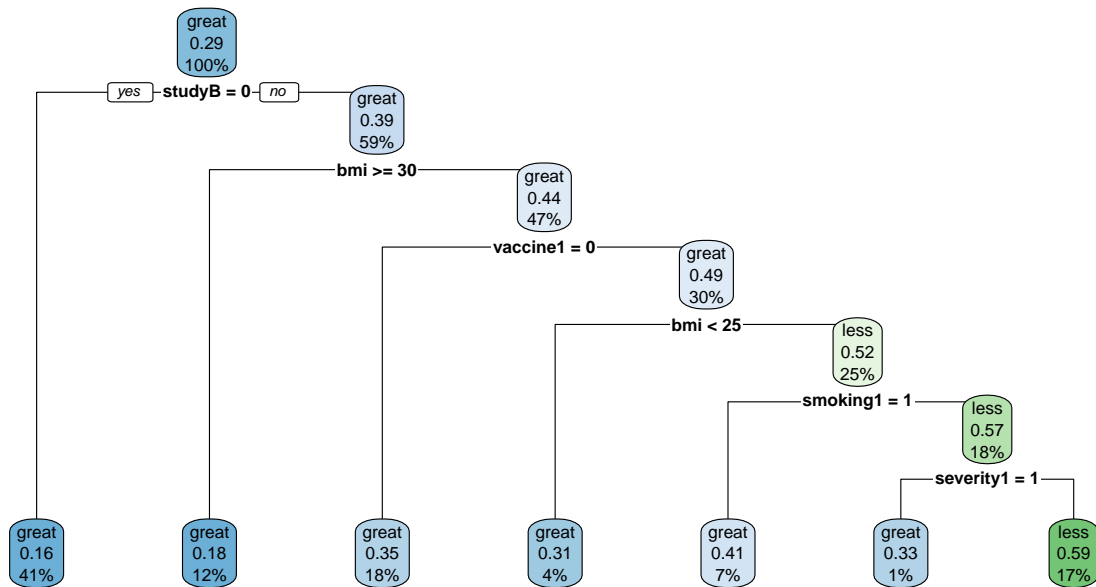 great
0.29
100%
yes studyB = 0 no
great
0.39
59%
bmi >= 30
great
0.44
47%
vaccine1 = 0
great
0.49
30%
bmi < 25
less
0.52
25%
smoking1 = 1
less
0.57
18%
severity1 = 1
great
0.16
41%
great
0.18
12%
great
0.35
18%
great
0.31
4%
great
0.41
7%
great
0.33
1%
less
0.59
17%